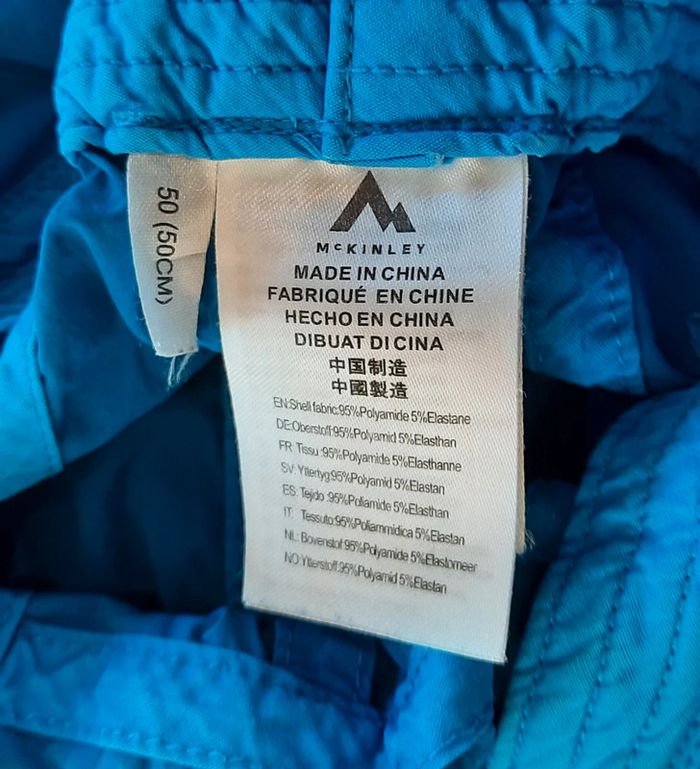 50 (50CM)
McKINLEY
MADE IN CHINA
FABRIQUÉ EN CHINE
HECHO EN CHINA
DIBUAT DI CINA
中国制造
中國製造
EN:Shell fabric:95%Polyamide 5%Elastane
DE:Oberstoff:95%Polyamid 5%Elasthan
FR: Tissu :95%Polyamide 5%Elasthanne
SV: Yttertyg:95%Polyamid 5%Elastan
ES: Tejido :95%Poliamide 5%Elasthan
IT: Tessuto:95%Poliammidica 5%Elastan
NL: Bovenstof:95%Polyamide 5%Elastomeer
NO:Ytterstoff:95%Polyamid 5%Elastan